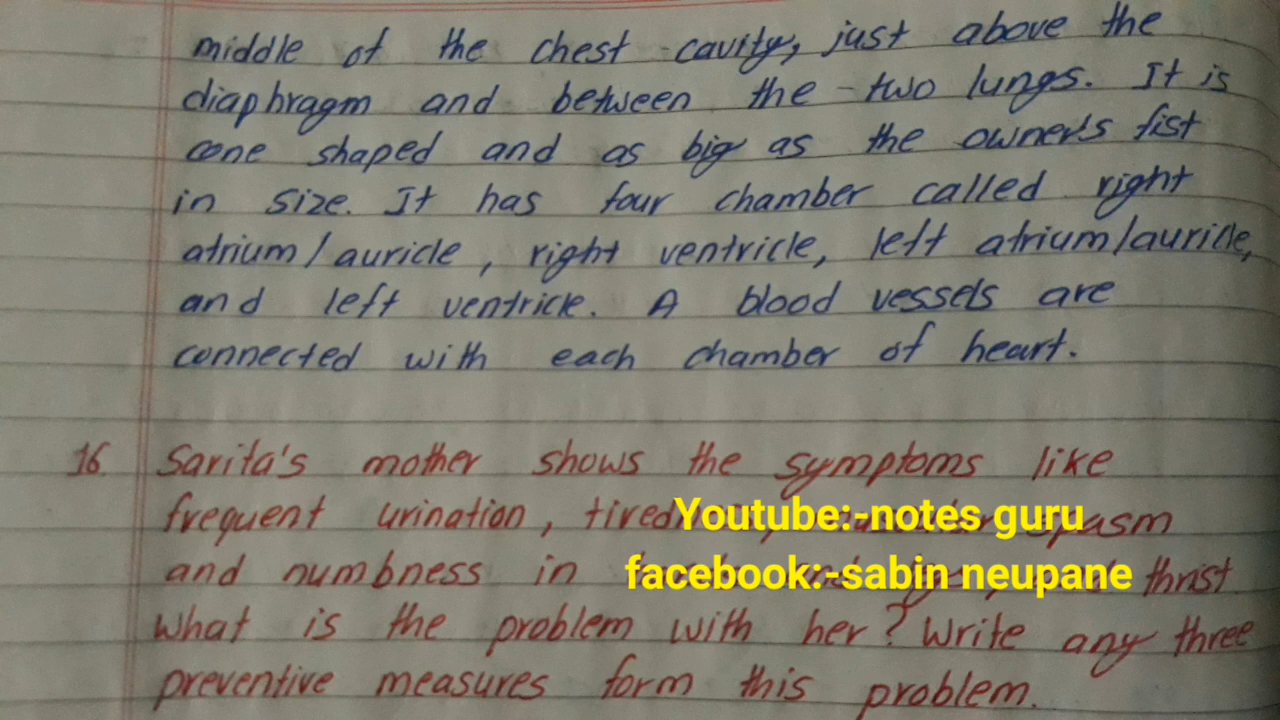 middle of the chest cavity, just above the
diaphragm and between the two lungs. It is
cone shaped and as big as the owner's fist
in size. It has four chamber called right
atrium/auricle, right ventricle, left atrium/auricle,
and left ventricle. A blood vessels are
connected with each chamber of heart.
16 Sarita's mother shows the symptoms like
frequent urination, spasm
Youtube:-notes guru
and numbness in thrist.
facebook:-sabin neupane
what is the problem with her? Write any three
preventive measures form this problem.